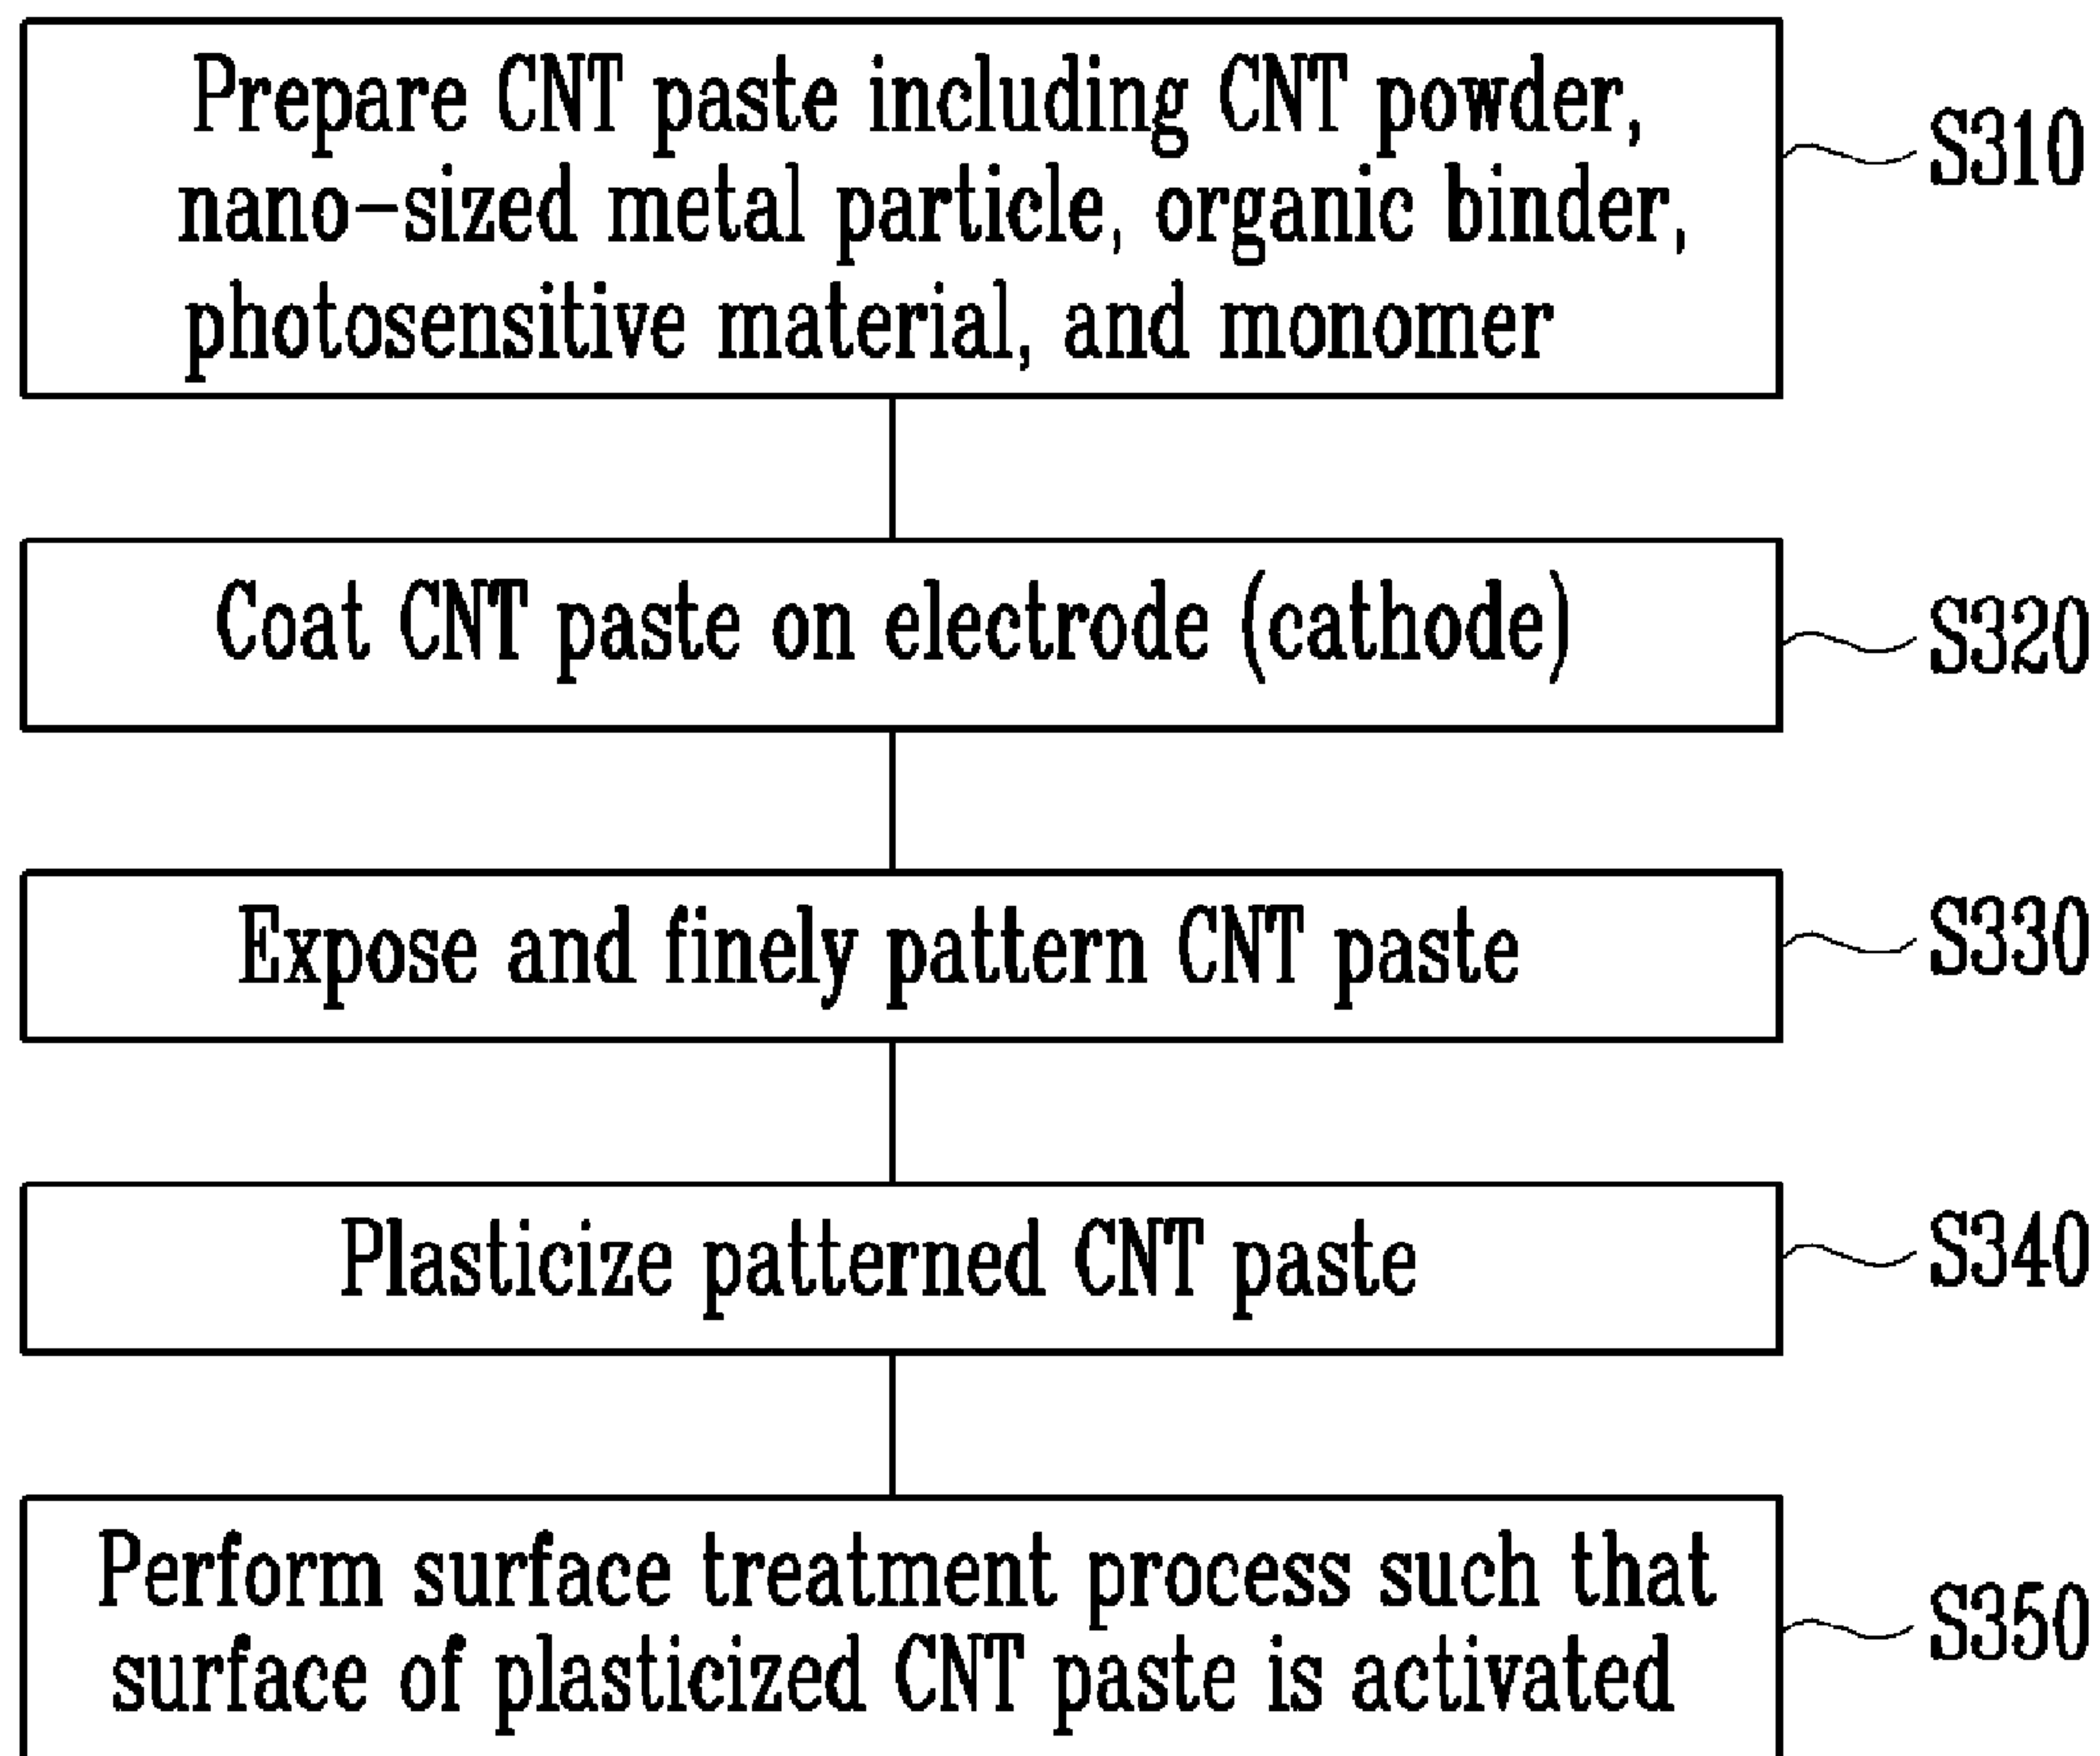 Prepare CNT paste including CNT powder,
nano-sized metal particle, organic binder,
photosensitive material, and monomer
S310
Coat CNT paste on electrode (cathode)
S320
Expose and finely pattern CNT paste
S330
Plasticize patterned CNT paste
S340
Perform surface treatment process such that
surface of plasticized CNT paste is activated
S350